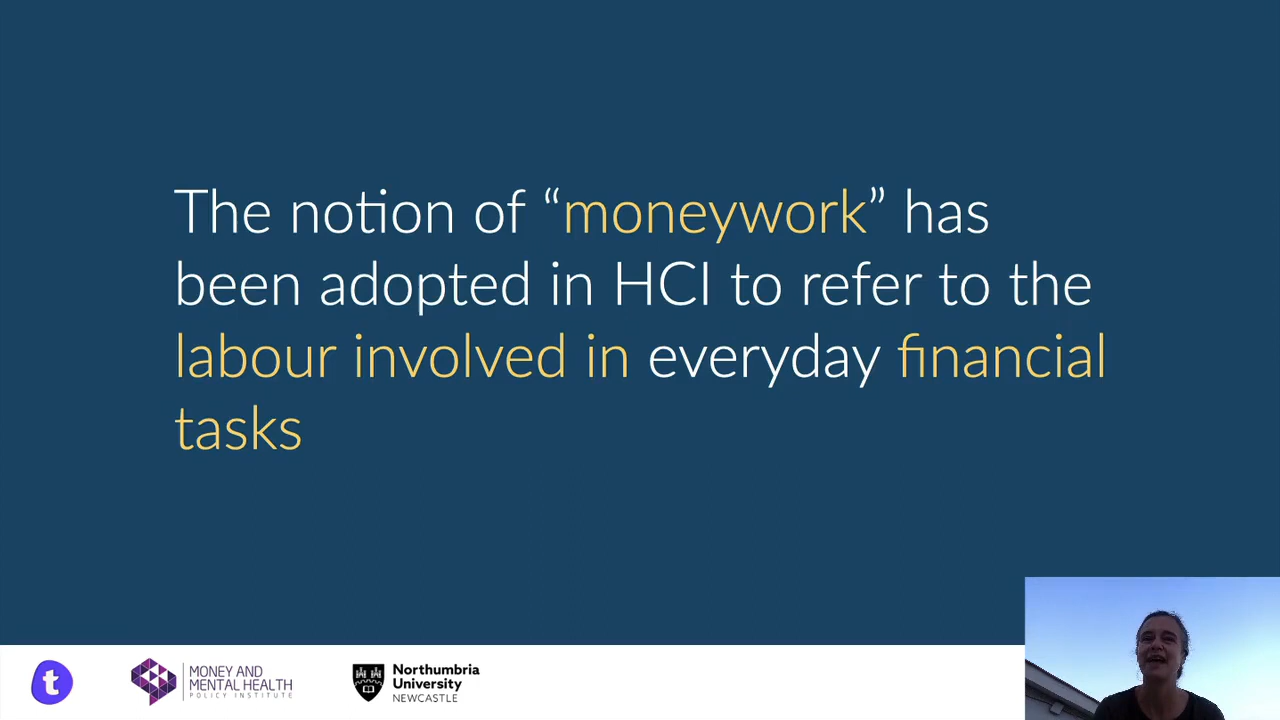 The notion of “moneywork” has
been adopted in HCI to refer to the
labour involved in everyday financial
tasks
t
MONEY AND
MENTAL HEALTH
POLICY INSTITUTE
Northumbria
University
NEWCASTLE